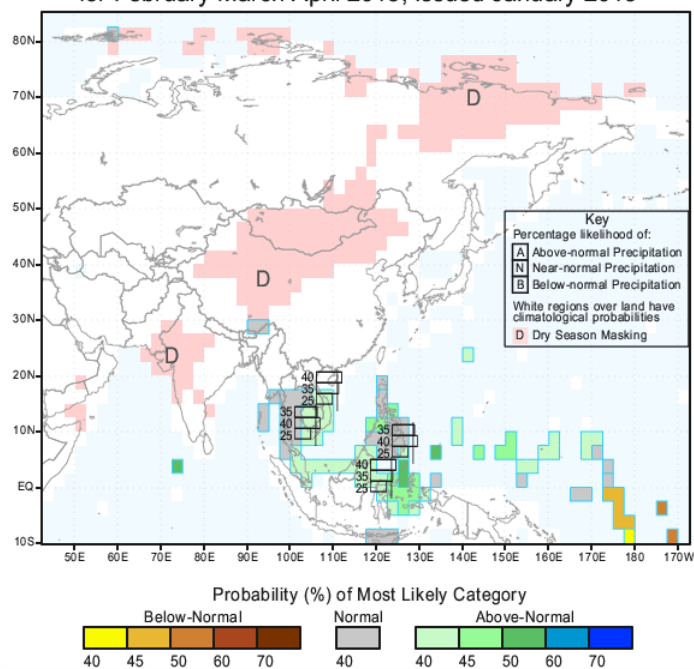 for February-March-April Issued January
80N
70N
60N
50N
40N
30N
20N
10N
EQ
10S
D
D
D
Key
Percentage likelihood of:
A Above-normal Precipitation
N Near-normal Precipitation
B Below-normal Precipitation
White regions over land have
climatological probabilities
D Dry Season Masking
40
35
25
35
40
25
35
40
25
40
35
25
50E 60E 70E 80E 90E 100E 110E 120E 130E 140E 150E 160E 170E 180 170W
Probability (%) of Most Likely Category
Below-Normal Normal Above-Normal
40 45 50 60 70 40 40 45 50 60 70